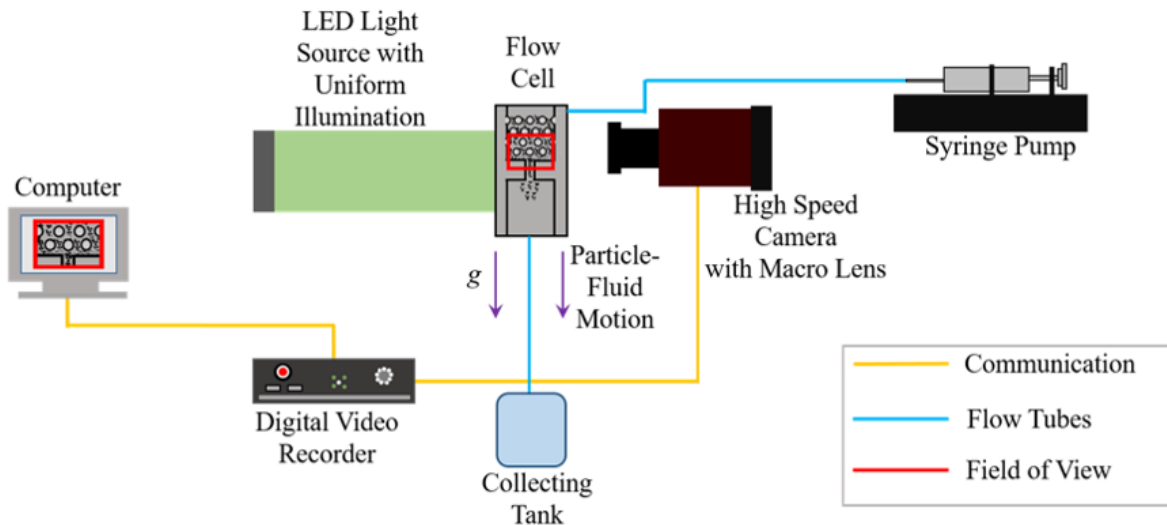 LED Light
Source with
Uniform
Illumination
Flow
Cell
Syringe Pump
Computer
High Speed
Camera
with Macro Lens
g
Particle-
Fluid
Motion
Digital Video
Recorder
Collecting
Tank
Communication
Flow Tubes
Field of View